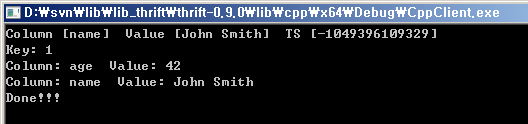 D:₩svn₩lib₩lib_thrift₩thrift-0.9.0₩lib₩cpp₩x64₩Debug₩CppClient.exe
Column [name]  Value [John Smith]  TS [-1049396109329]
Key: 1
Column: age  Value: 42
Column: name  Value: John Smith
Done!!!